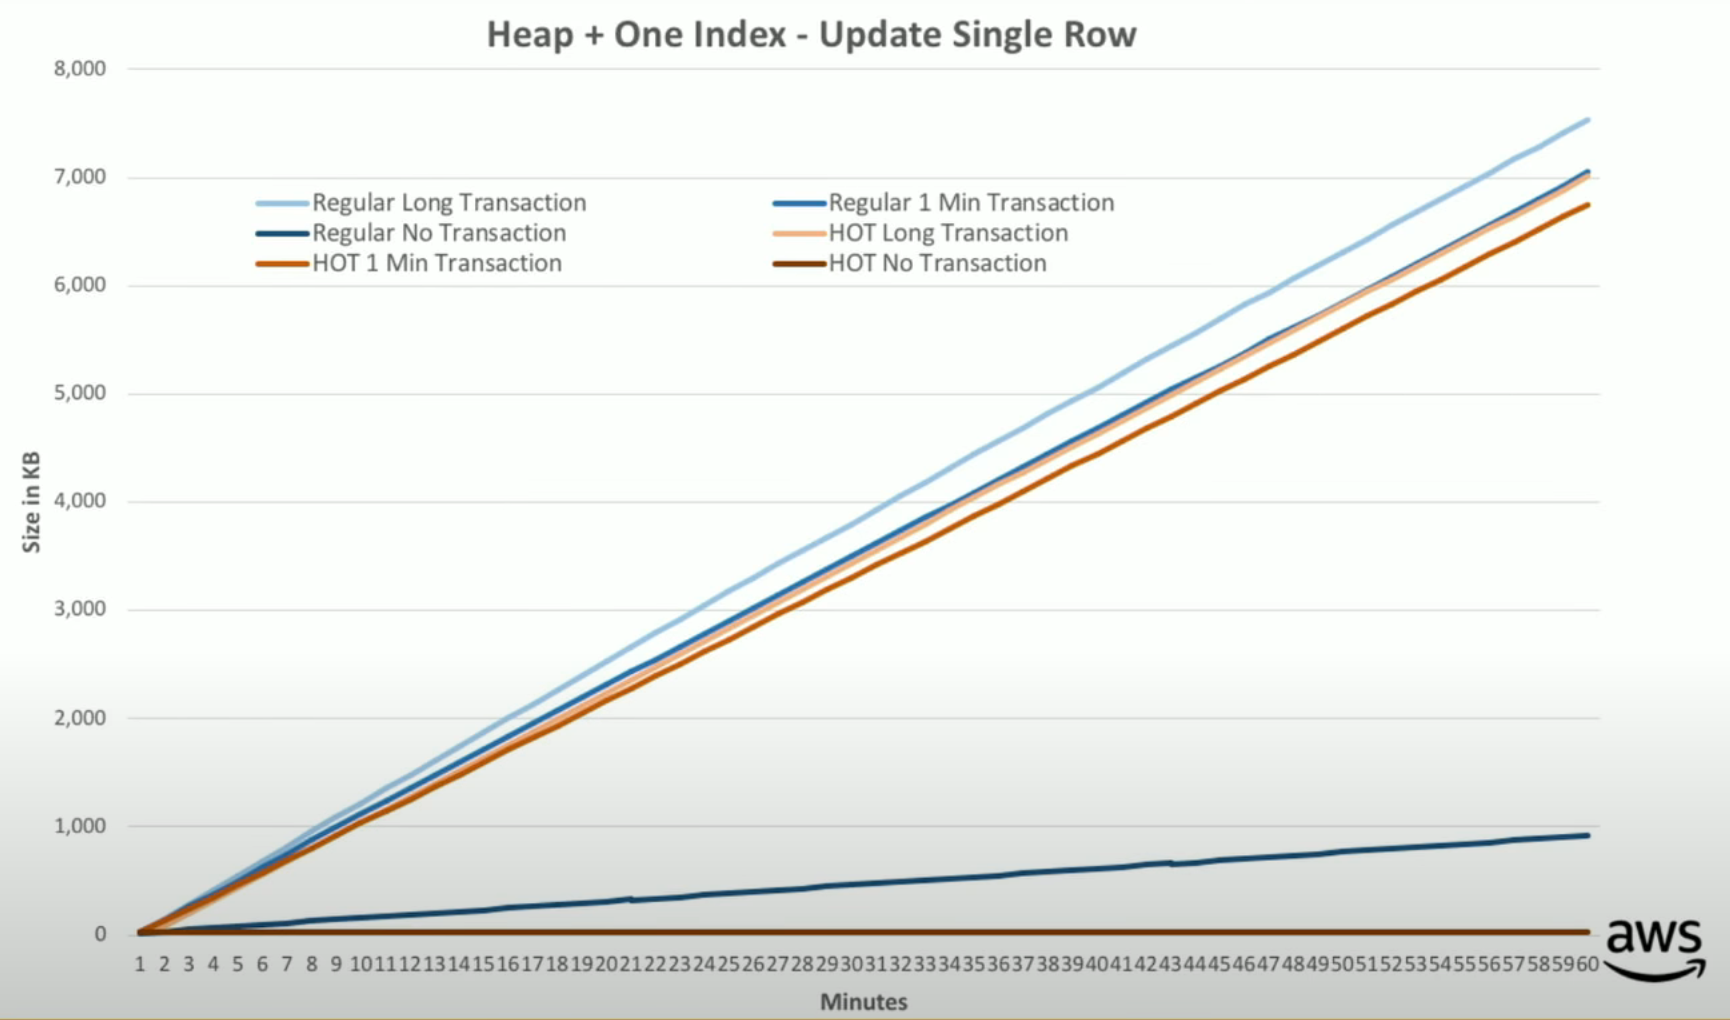 Heap + One Index - Update Single Row
8,000
7,000
6,000
5,000
4,000
3,000
2,000
1,000
0
Size in KB
Regular Long Transaction
Regular 1 Min Transaction
Regular No Transaction
HOT Long Transaction
HOT 1 Min Transaction
HOT No Transaction
1 2 3 4 5 6 7 8 9 10 11 12 13 14 15 16 17 18 19 20 21 22 23 24 25 26 27 28 29 30 31 32 33 34 35 36 37 38 39 40 41 42 43 44 45 46 47 48 49 50 51 52 53 54 55 56 57 58 59 60
Minutes
aws